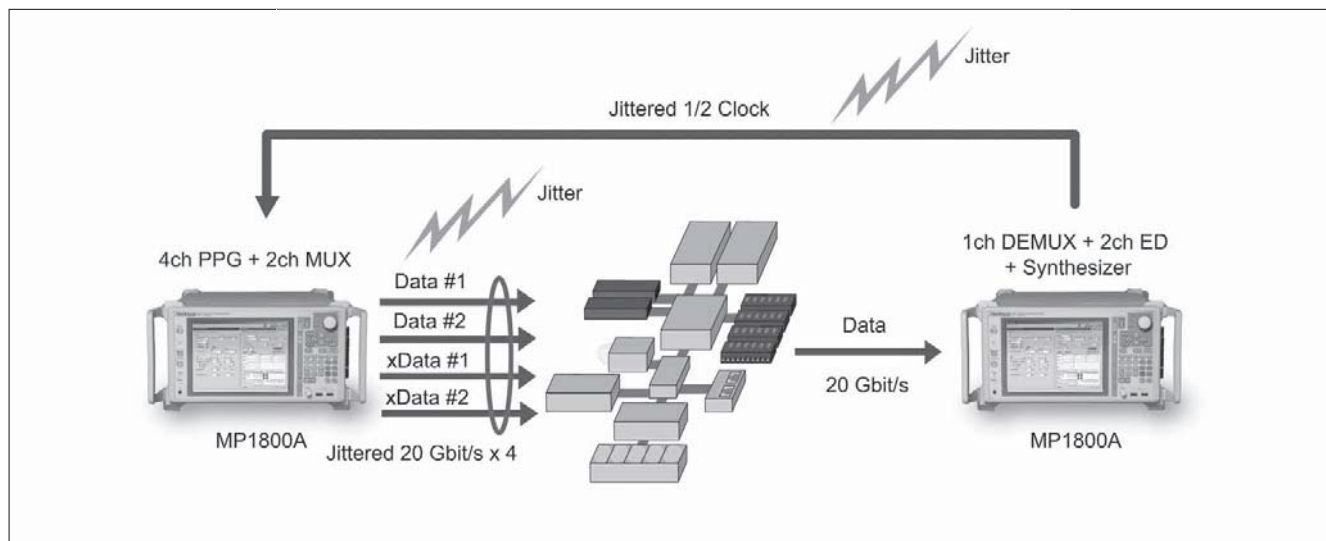 Jitter
Jittered 1/2 Clock
Jitter
4ch PPG + 2ch MUX
1ch DEMUX + 2ch ED
+ Synthesizer
Data #1
Data #2
xData #1
xData #2
Data
20 Gbit/s
MP1800A
Jittered 20 Gbit/s x 4
MP1800A